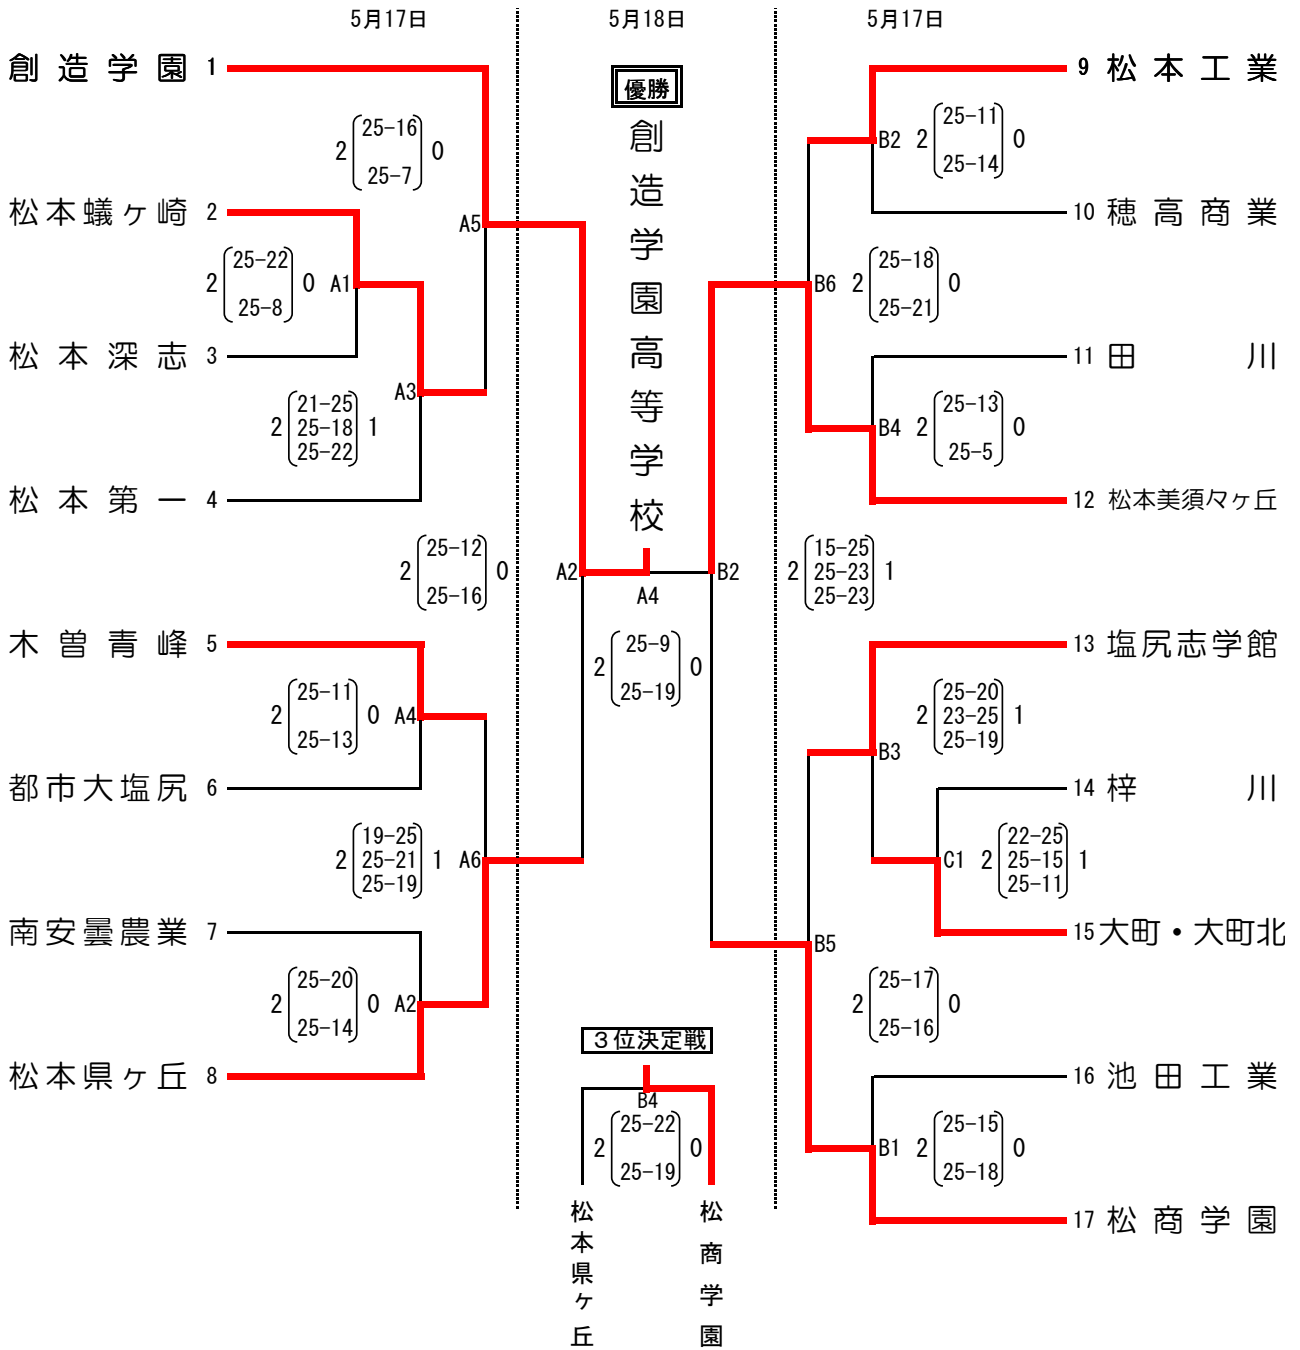 5月17日
5月18日
5月17日
創造学園 1
優勝
創造学園高等学校
9 松本工業
25-16
2 0
25-7
A5
B2
25-11
2 0
25-14
松本蟻ヶ崎 2
10 穂高商業
25-22
2 0
25-8
A1
B6
25-18
2 0
25-21
松本深志 3
11 田川
A3
21-25
2 25-18 1
25-22
B4
25-13
2 0
25-5
松本第一 4
12 松本美須々ヶ丘
25-12
2 0
25-16
A2
A4
B2
15-25
2 25-23 1
25-23
25-9
2 0
25-19
木曽青峰 5
13 塩尻志学館
25-11
2 0
25-13
A4
B3
25-20
2 23-25 1
25-19
都市大塩尻 6
14 梓川
19-25
2 25-21 1
25-19
A6
C1
22-25
2 25-15 1
25-11
南安曇農業 7
15 大町・大町北
B5
25-20
2 0
25-14
A2
25-17
2 0
25-16
松本県ヶ丘 8
16 池田工業
3位決定戦
B4
25-22
2 0
25-19
B1
25-15
2 0
25-18
17 松商学園
松本県ヶ丘
松商学園